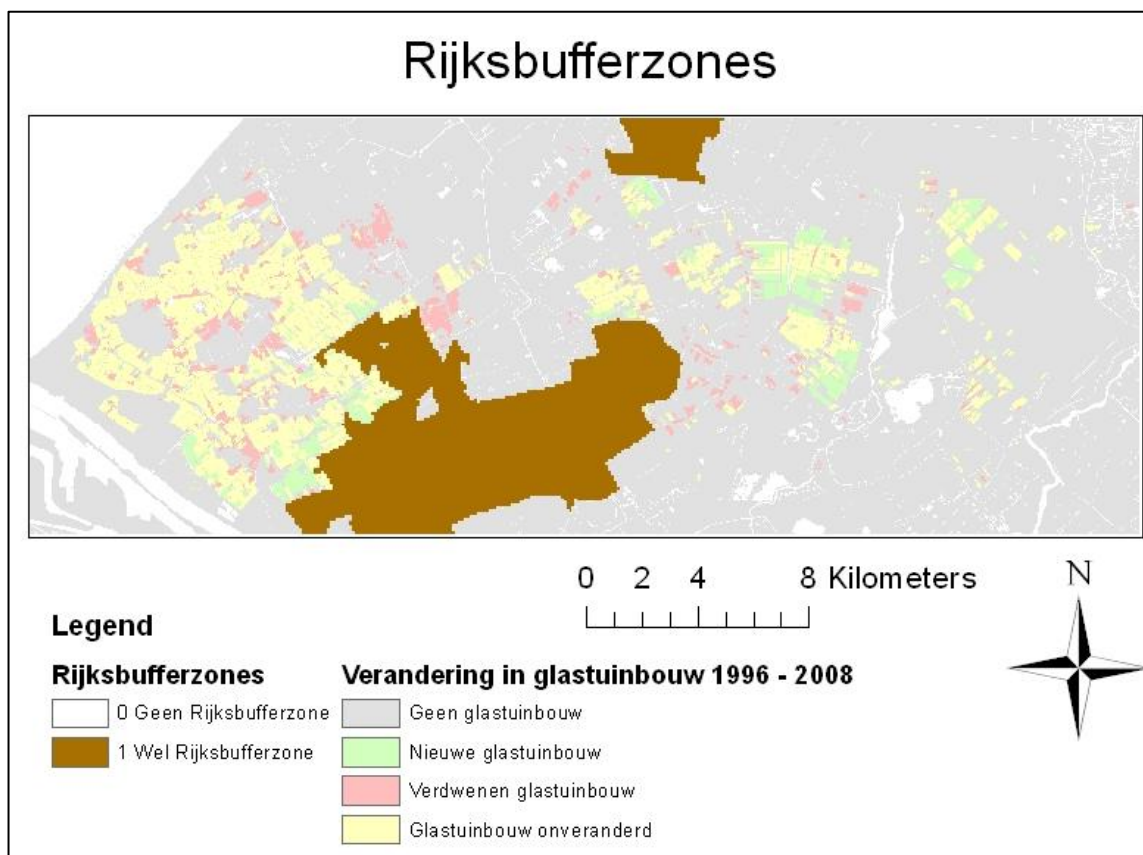 Rijksbufferzones
0 2 4 8 Kilometers
N
Legend
Rijksbufferzones
0 Geen Rijksbufferzone
1 Wel Rijksbufferzone
Verandering in glastuinbouw 1996 - 2008
Geen glastuinbouw
Nieuwe glastuinbouw
Verdwenen glastuinbouw
Glastuinbouw onveranderd